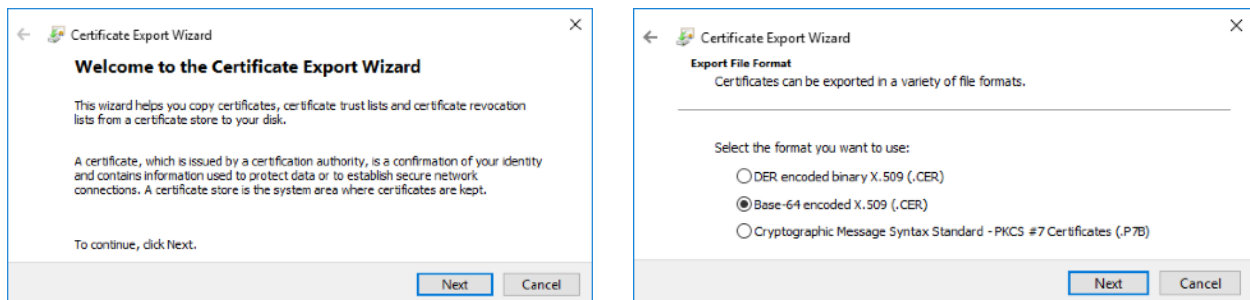 Certificate Export Wizard
Welcome to the Certificate Export Wizard
This wizard helps you copy certificates, certificate trust lists and certificate revocation
lists from a certificate store to your disk.
A certificate, which is issued by a certification authority, is a confirmation of your identity
and contains information used to protect data or to establish secure network
connections. A certificate store is the system area where certificates are kept.
To continue, click Next.
Next Cancel
Certificate Export Wizard
Export File Format
Certificates can be exported in a variety of file formats.
Select the format you want to use:
DER encoded binary X.509 (.CER)
Base-64 encoded X.509 (.CER)
Cryptographic Message Syntax Standard - PKCS #7 Certificates (.P7B)
Next Cancel